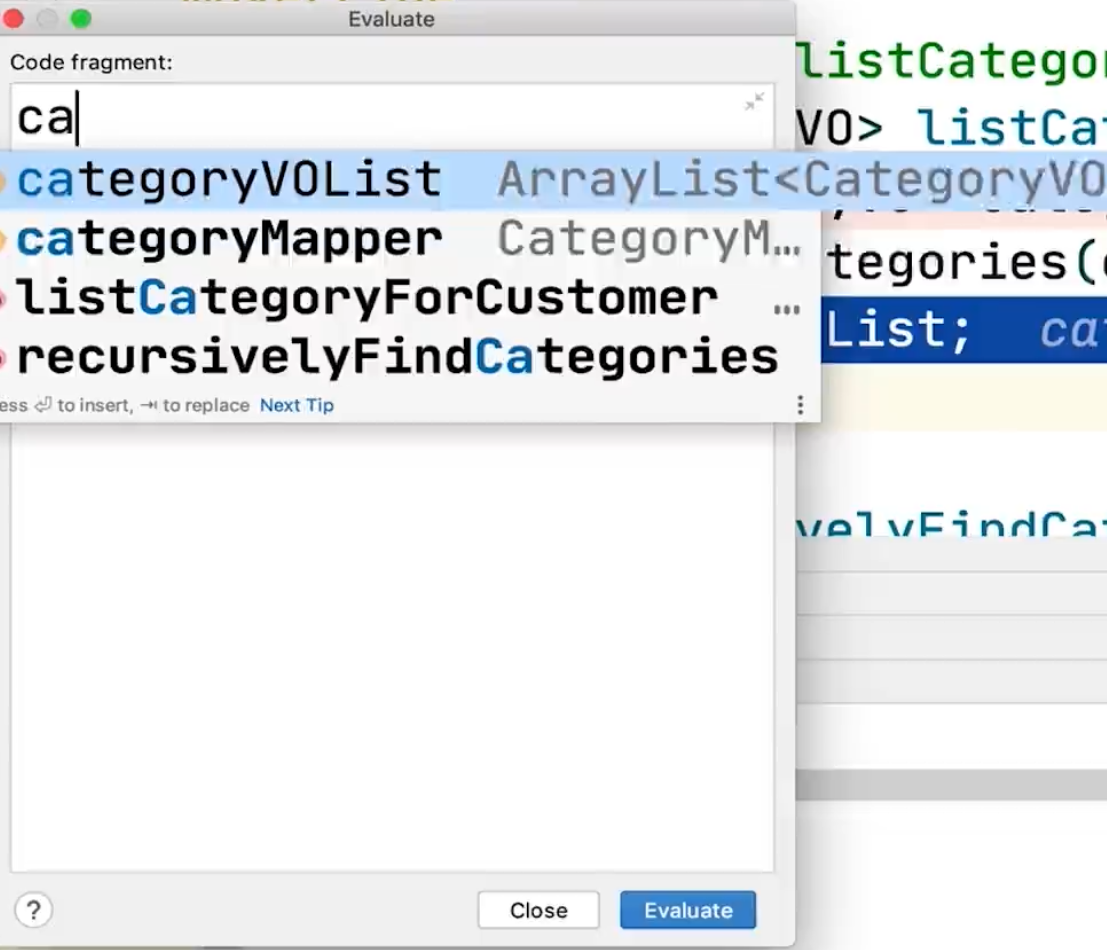 Evaluate
Code fragment:
ca
categoryVOList ArrayList<CategoryVO
categoryMapper CategoryM…
listCategoryForCustomer …
recursivelyFindCategories
ess ⏎ to insert, ⇥ to replace Next Tip
listCatego
VO> listCa
tegories(
List; ca
velyFindCa
? Close Evaluate